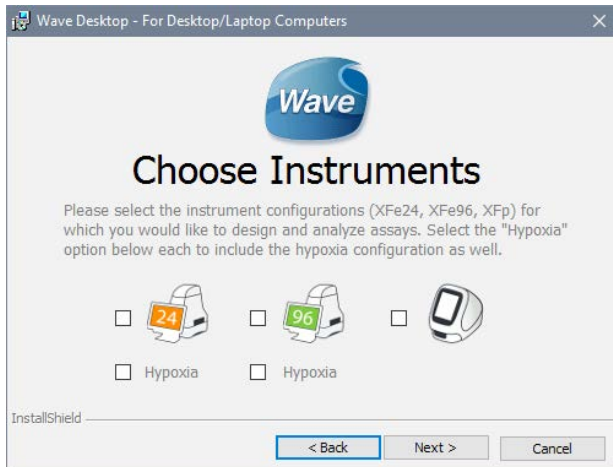 Wave Desktop - For Desktop/Laptop Computers
Wave
Choose Instruments
Please select the instrument configurations (XFe24, XFe96, XFp) for
which you would like to design and analyze assays. Select the "Hypoxia"
option below each to include the hypoxia configuration as well.
24 96
Hypoxia Hypoxia
InstallShield
< Back Next > Cancel